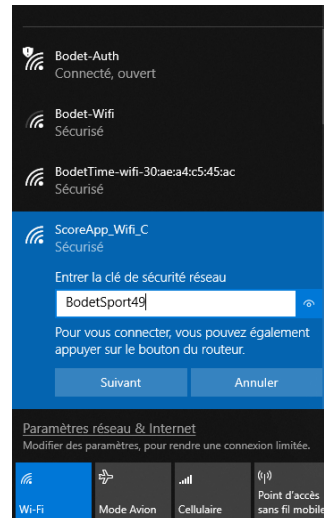 Bodet-Auth
Connecté, ouvert
Bodet-Wifi
Sécurisé
BodetTime-wifi-30:ae:a4:c5:45:ac
Sécurisé
ScoreApp_Wifi_C
Sécurisé
Entrer la clé de sécurité réseau
BodetSport49
Pour vous connecter, vous pouvez également
appuyer sur le bouton du routeur.
Suivant
Annuler
Paramètres réseau & Internet
Modifier des paramètres, pour rendre une connexion limitée.
Wi-Fi
Mode Avion
Cellulaire
Point d'accès
sans fil mobile